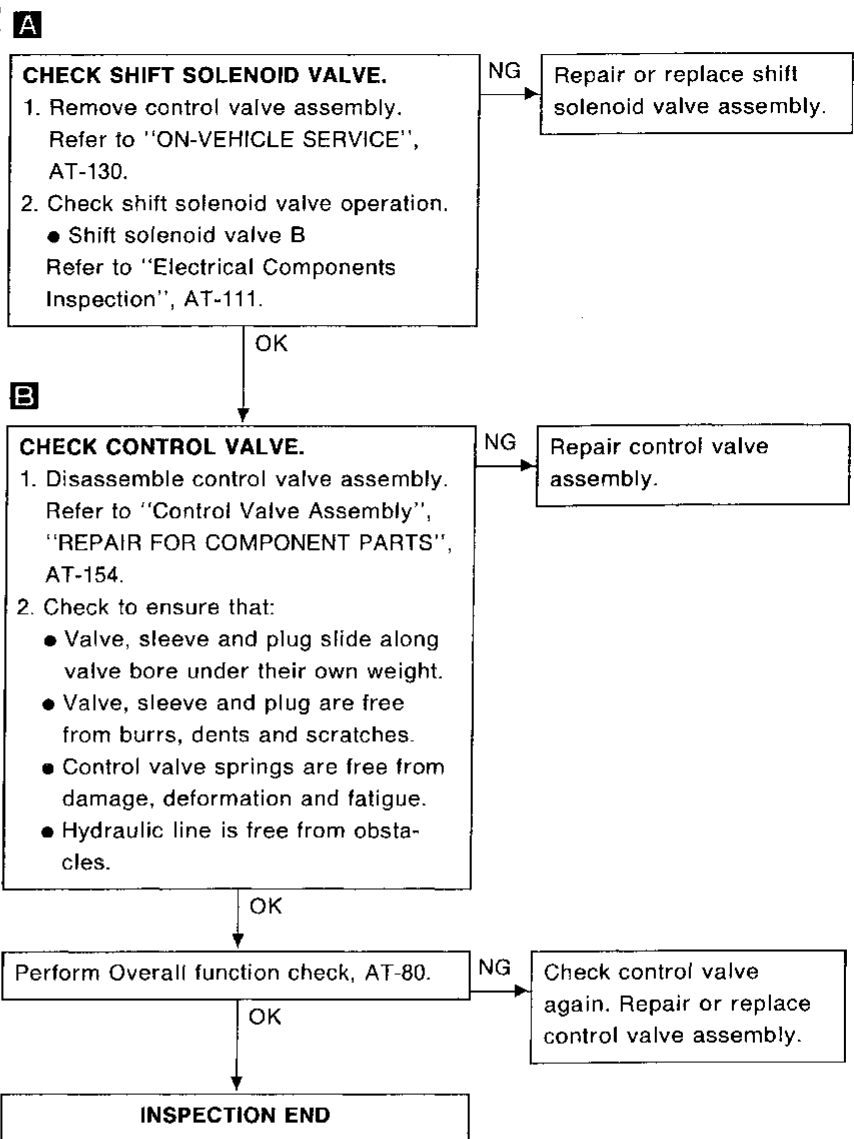 A
CHECK SHIFT SOLENOID VALVE.
1. Remove control valve assembly.
Refer to "ON-VEHICLE SERVICE",
AT-130.
2. Check shift solenoid valve operation.
● Shift solenoid valve B
Refer to "Electrical Components
Inspection", AT-111.
NG
Repair or replace shift
solenoid valve assembly.
OK
B
CHECK CONTROL VALVE.
1. Disassemble control valve assembly.
Refer to "Control Valve Assembly",
"REPAIR FOR COMPONENT PARTS",
AT-154.
2. Check to ensure that:
● Valve, sleeve and plug slide along
valve bore under their own weight.
● Valve, sleeve and plug are free
from burrs, dents and scratches.
● Control valve springs are free from
damage, deformation and fatigue.
● Hydraulic line is free from obsta-
cles.
NG
Repair control valve
assembly.
OK
Perform Overall function check, AT-80.
NG
Check control valve
again. Repair or replace
control valve assembly.
OK
INSPECTION END